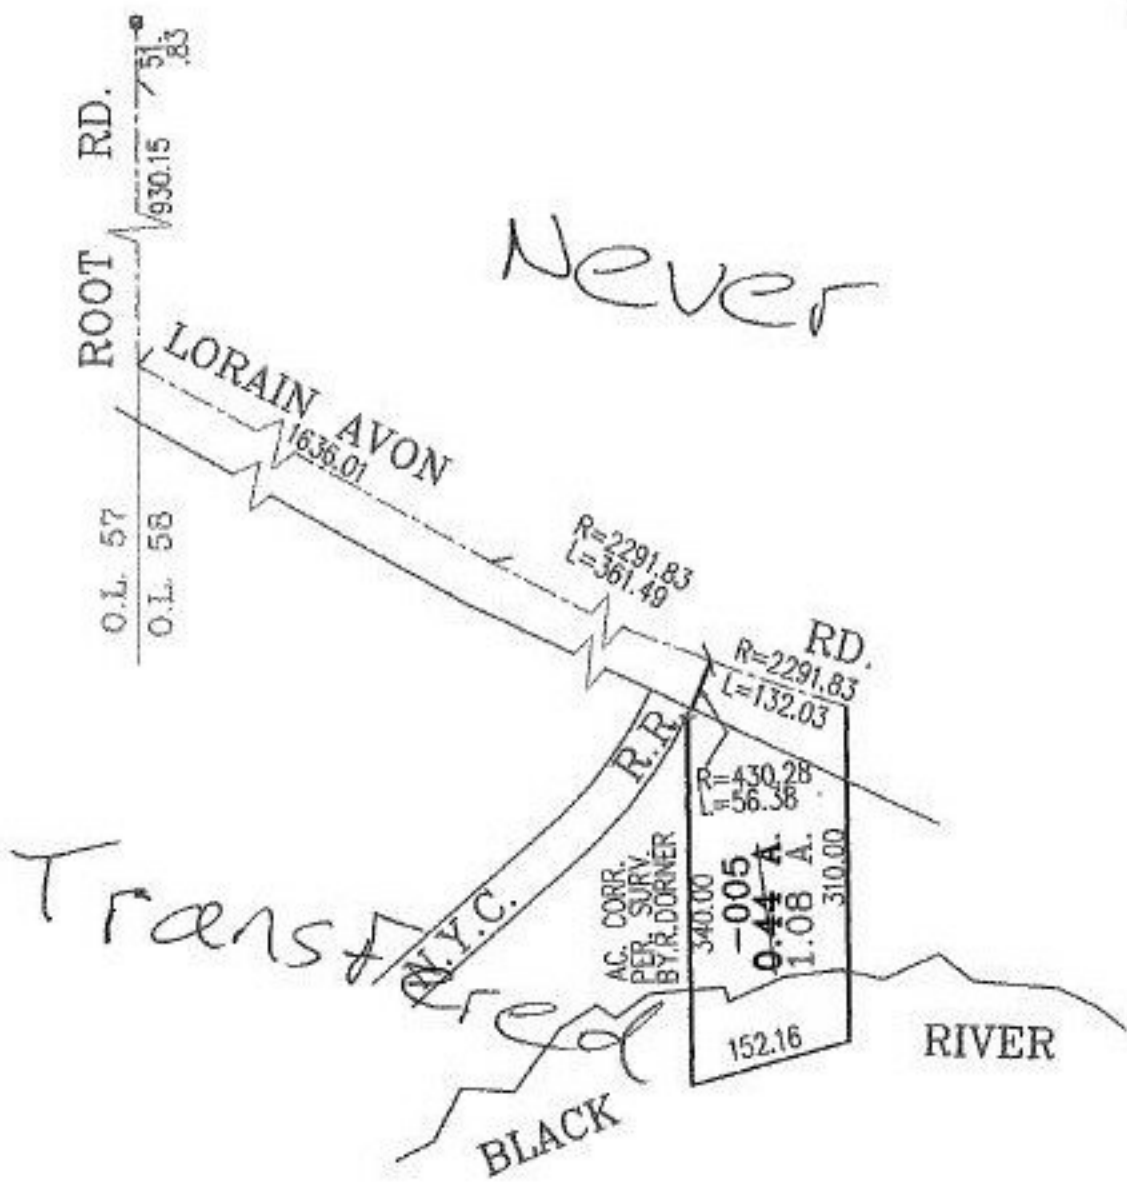 51.
.83
930.15
ROOT RD.
Never
LORAIN AVON
1636.01
O.L. 57
O.L. 58
R=2291.83
L=361.49
RD.
R=2291.83
L=132.03
R.R.
R=430.28
L=56.38
AC. CORR.
PER. SURV.
BY.R.DORNER
340.00
-005
0.44 A.
1.08 A.
310.00
Transferred
N.Y.C.
152.16
RIVER
BLACK